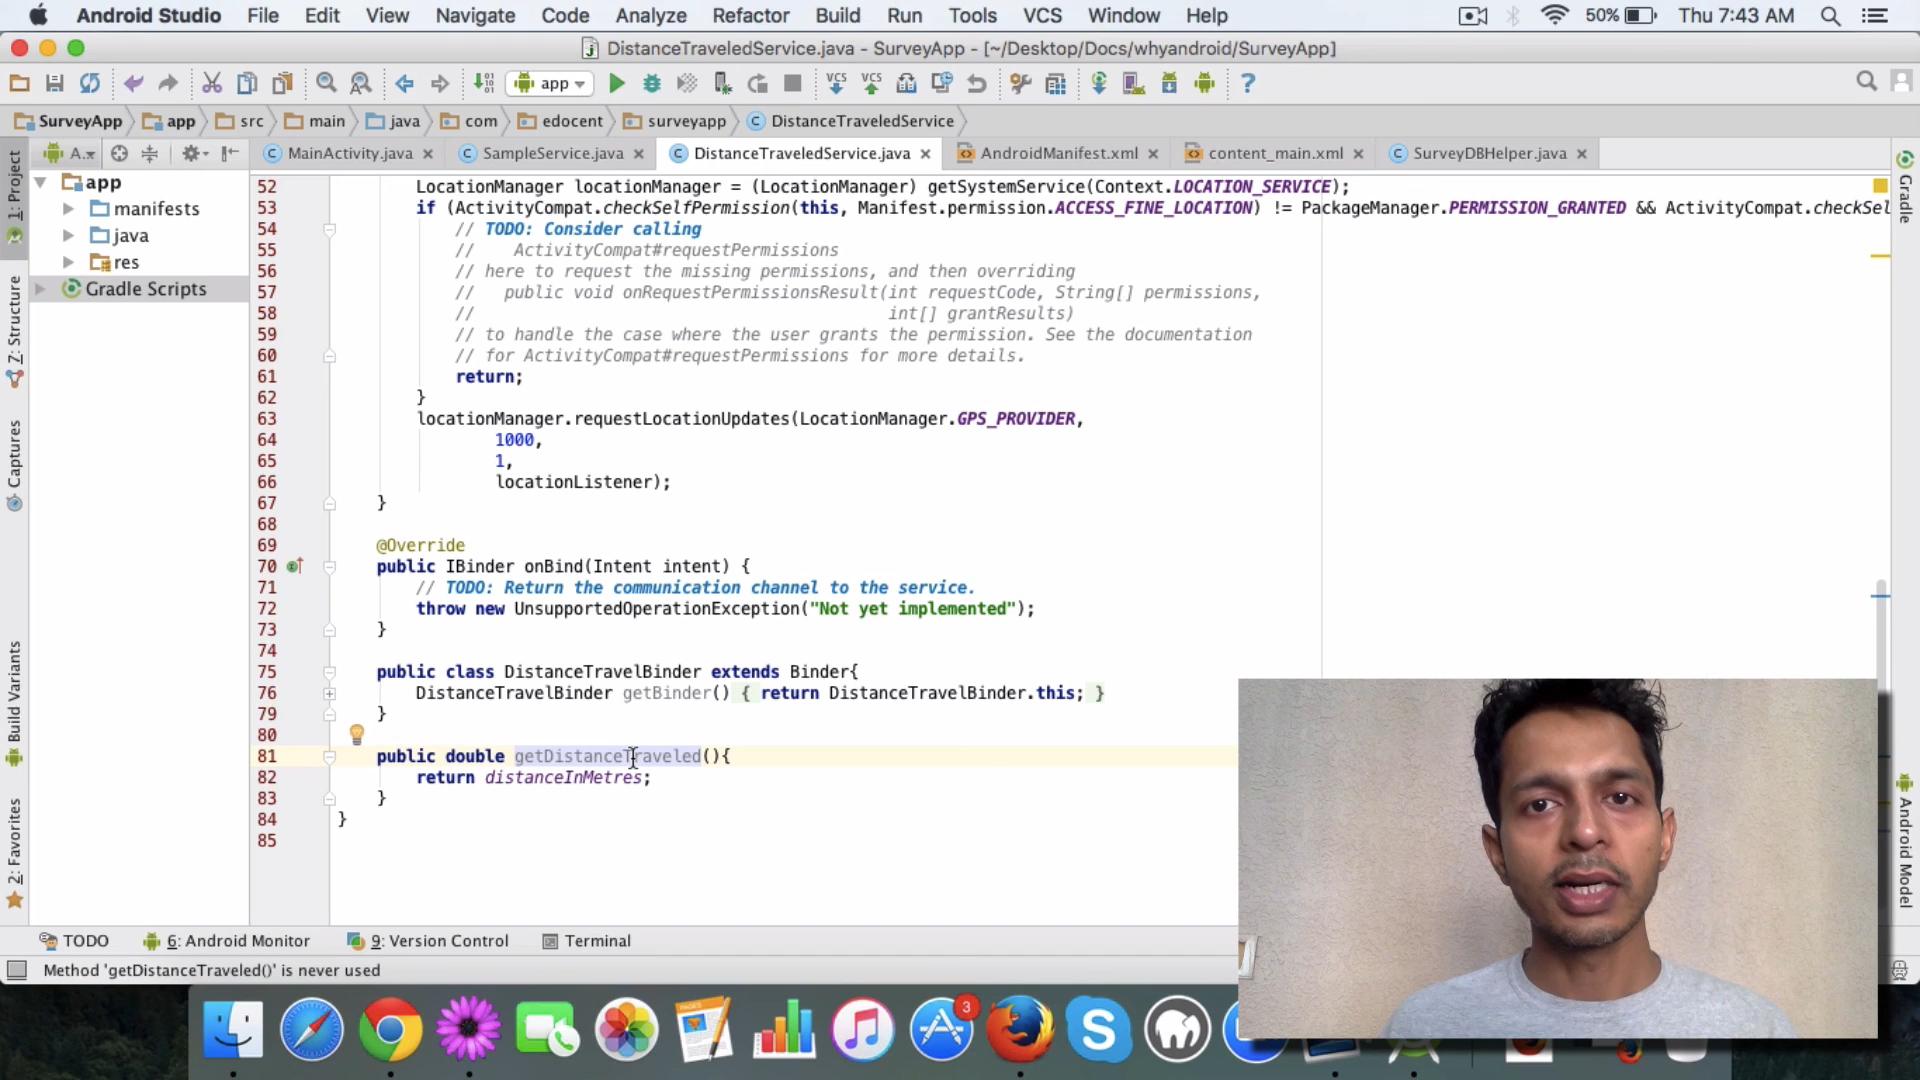 Android Studio File Edit View Navigate Code Analyze Refactor Build Run Tools VCS Window Help 50% Thu 7:43 AM
DistanceTraveledService.java - SurveyApp - [~/Desktop/Docs/whyandroid/SurveyApp]
app VCS VCS ?
SurveyApp app src main java com edocent surveyapp DistanceTraveledService
A.. MainActivity.java SampleService.java DistanceTraveledService.java AndroidManifest.xml content_main.xml SurveyDBHelper.java
1: Project
Z: Structure
Captures
Build Variants
2: Favorites
app
manifests
java
res
Gradle Scripts
52 LocationManager locationManager = (LocationManager) getSystemService(Context.LOCATION_SERVICE);
53 if (ActivityCompat.checkSelfPermission(this, Manifest.permission.ACCESS_FINE_LOCATION) != PackageManager.PERMISSION_GRANTED && ActivityCompat.checkSel
54 // TODO: Consider calling
55 //    ActivityCompat#requestPermissions
56 // here to request the missing permissions, and then overriding
57 //   public void onRequestPermissionsResult(int requestCode, String[] permissions,
58 //                                          int[] grantResults)
59 // to handle the case where the user grants the permission. See the documentation
60 // for ActivityCompat#requestPermissions for more details.
61 return;
62 }
63 locationManager.requestLocationUpdates(LocationManager.GPS_PROVIDER,
64 1000,
65 1,
66 locationListener);
67 }
68
69 @Override
70 public IBinder onBind(Intent intent) {
71 // TODO: Return the communication channel to the service.
72 throw new UnsupportedOperationException("Not yet implemented");
73 }
74
75 public class DistanceTravelBinder extends Binder{
76 DistanceTravelBinder getBinder() { return DistanceTravelBinder.this; }
79 }
80
81 public double getDistanceTraveled(){
82 return distanceInMetres;
83 }
84 }
85
Gradle
Android Model
TODO 6: Android Monitor 9: Version Control Terminal
Method 'getDistanceTraveled()' is never used
PAGES
3